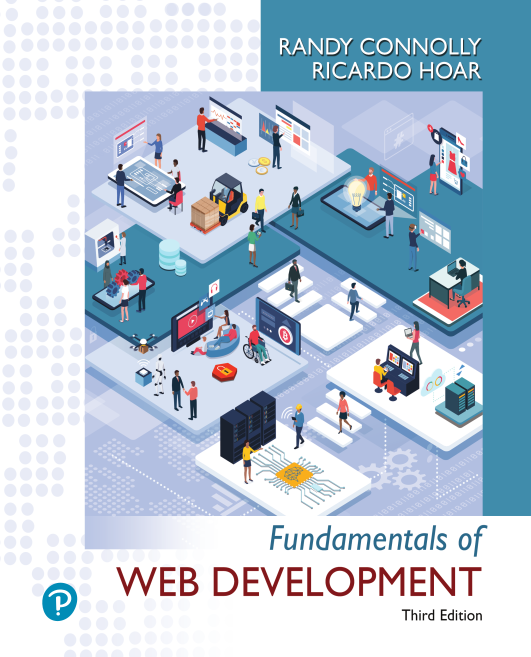 RANDY CONNOLLY
RICARDO HOAR
Fundamentals of
WEB DEVELOPMENT
Third Edition
P